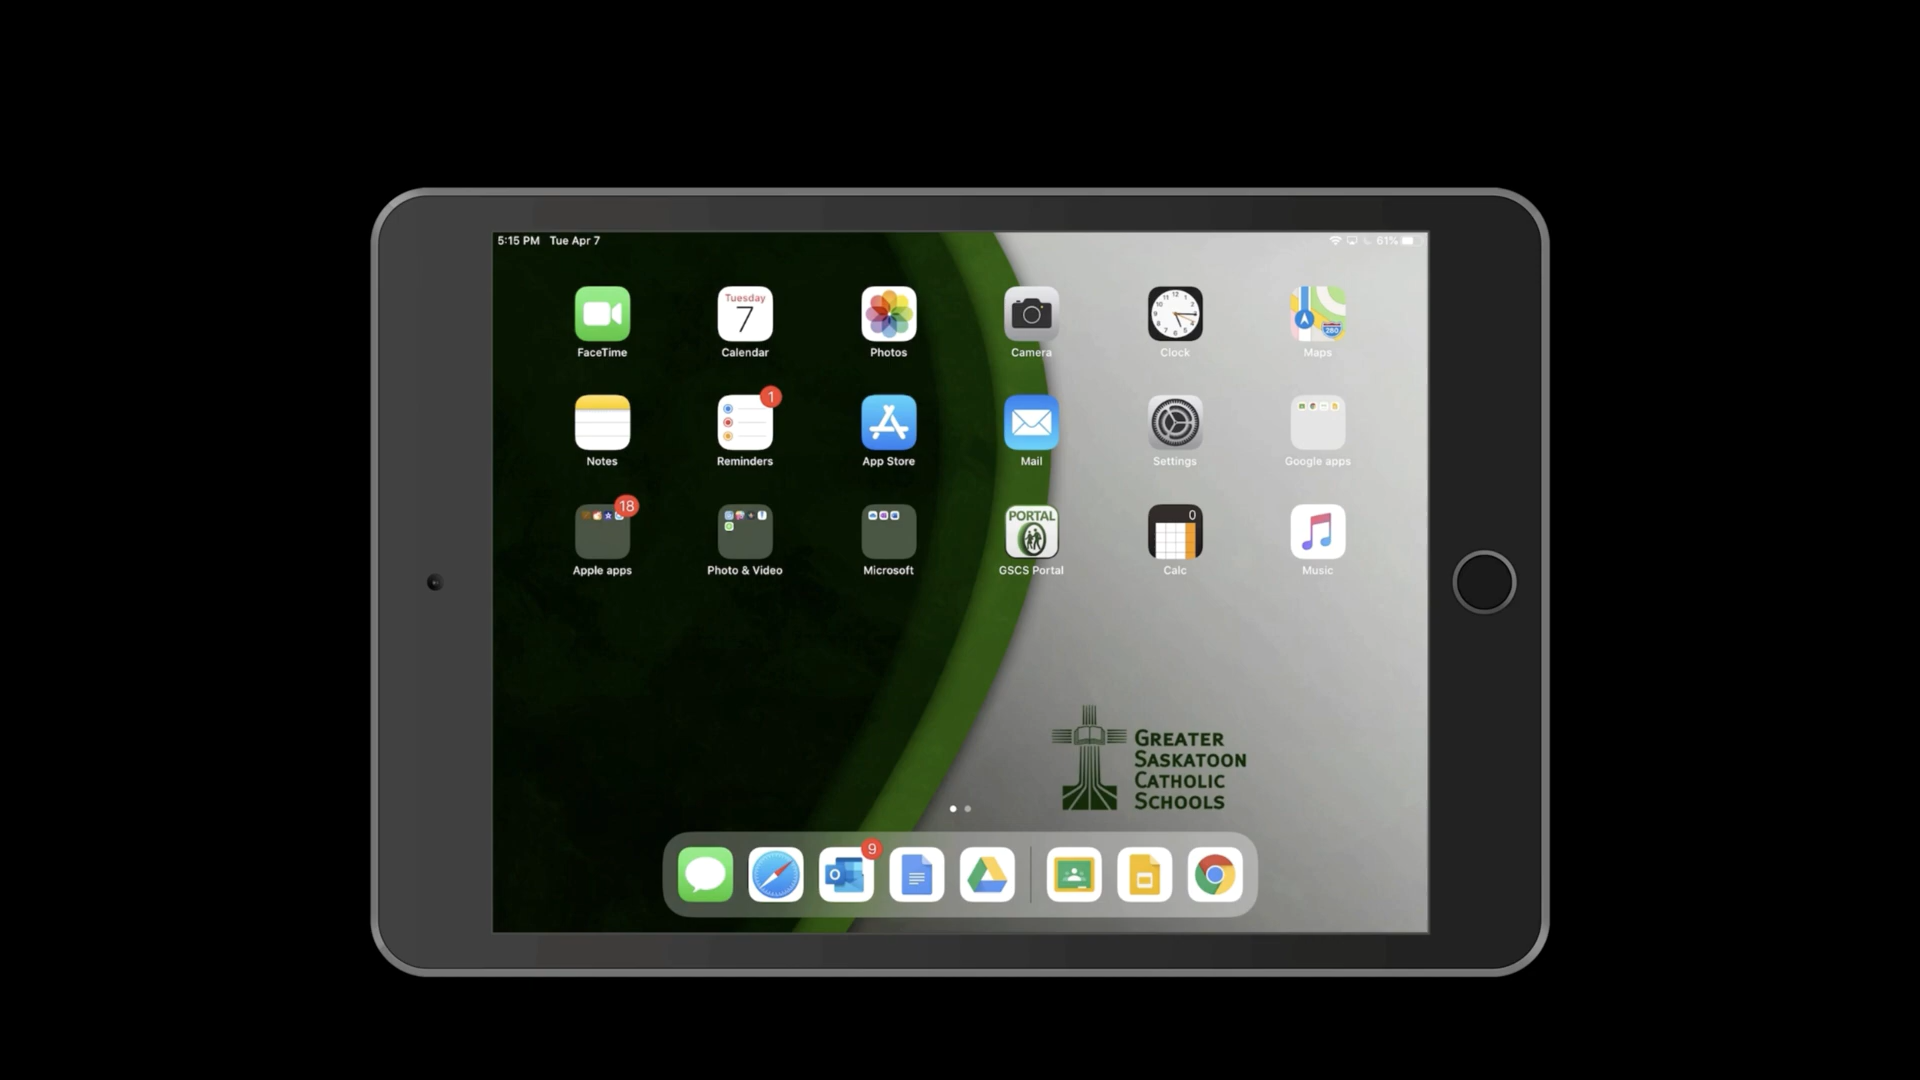 5:15 PM Tue Apr 7
61%
Tuesday
7
12
280
FaceTime
Calendar
Photos
Camera
Clock
Maps
1
Notes
Reminders
App Store
Mail
Settings
Google apps
18
PORTAL
0
Apple apps
Photo & Video
Microsoft
GSCS Portal
Calc
Music
GREATER
SASKATOON
CATHOLIC
SCHOOLS
9
O